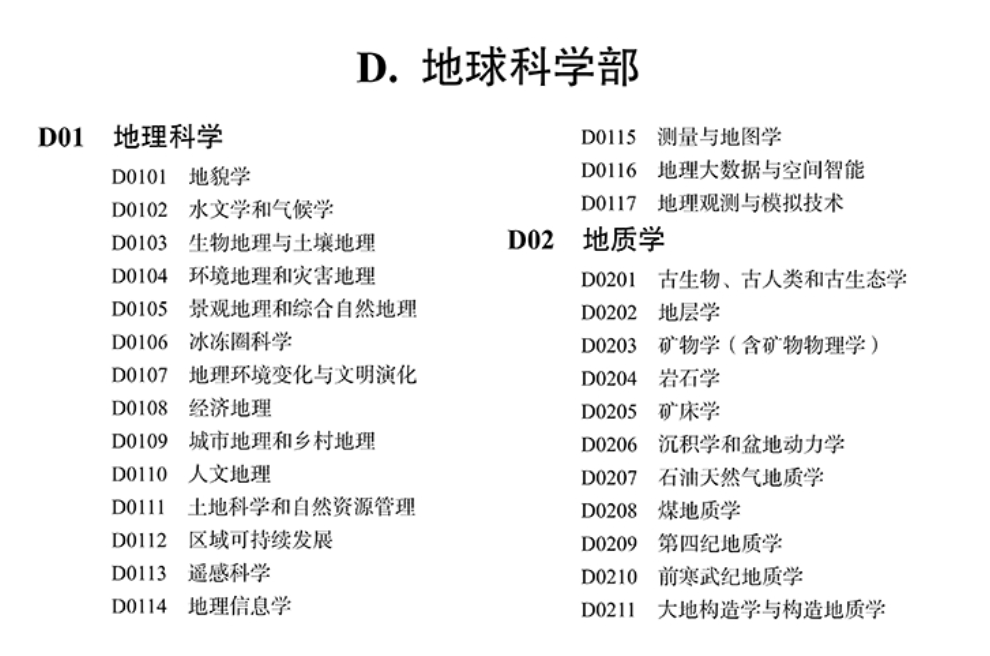 D. 地球科学部
D01 地理科学
D0101 地貌学
D0102 水文学和气候学
D0103 生物地理与土壤地理
D0104 环境地理和灾害地理
D0105 景观地理和综合自然地理
D0106 冰冻圈科学
D0107 地理环境变化与文明演化
D0108 经济地理
D0109 城市地理和乡村地理
D0110 人文地理
D0111 土地科学和自然资源管理
D0112 区域可持续发展
D0113 遥感科学
D0114 地理信息学
D0115 测量与地图学
D0116 地理大数据与空间智能
D0117 地理观测与模拟技术
D02 地质学
D0201 古生物、古人类和古生态学
D0202 地层学
D0203 矿物学（含矿物物理学）
D0204 岩石学
D0205 矿床学
D0206 沉积学和盆地动力学
D0207 石油天然气地质学
D0208 煤地质学
D0209 第四纪地质学
D0210 前寒武纪地质学
D0211 大地构造学与构造地质学